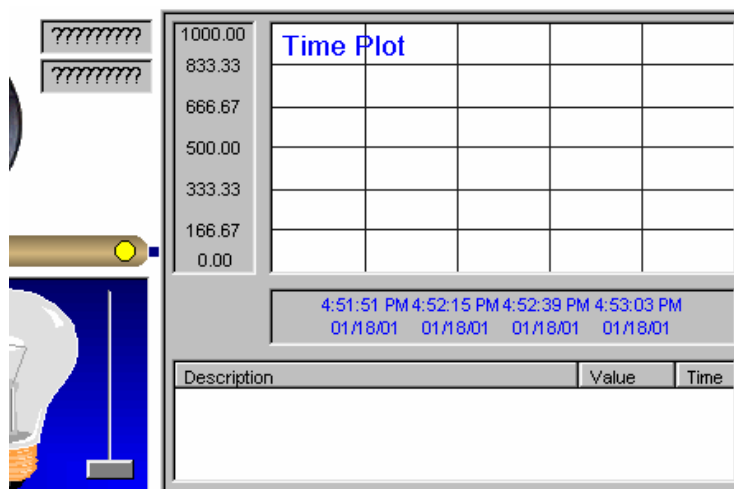 ?????????
?????????
1000.00
833.33
666.67
500.00
333.33
166.67
0.00
Time Plot
4:51:51 PM 4:52:15 PM 4:52:39 PM 4:53:03 PM
01/18/01 01/18/01 01/18/01 01/18/01
Description Value Time